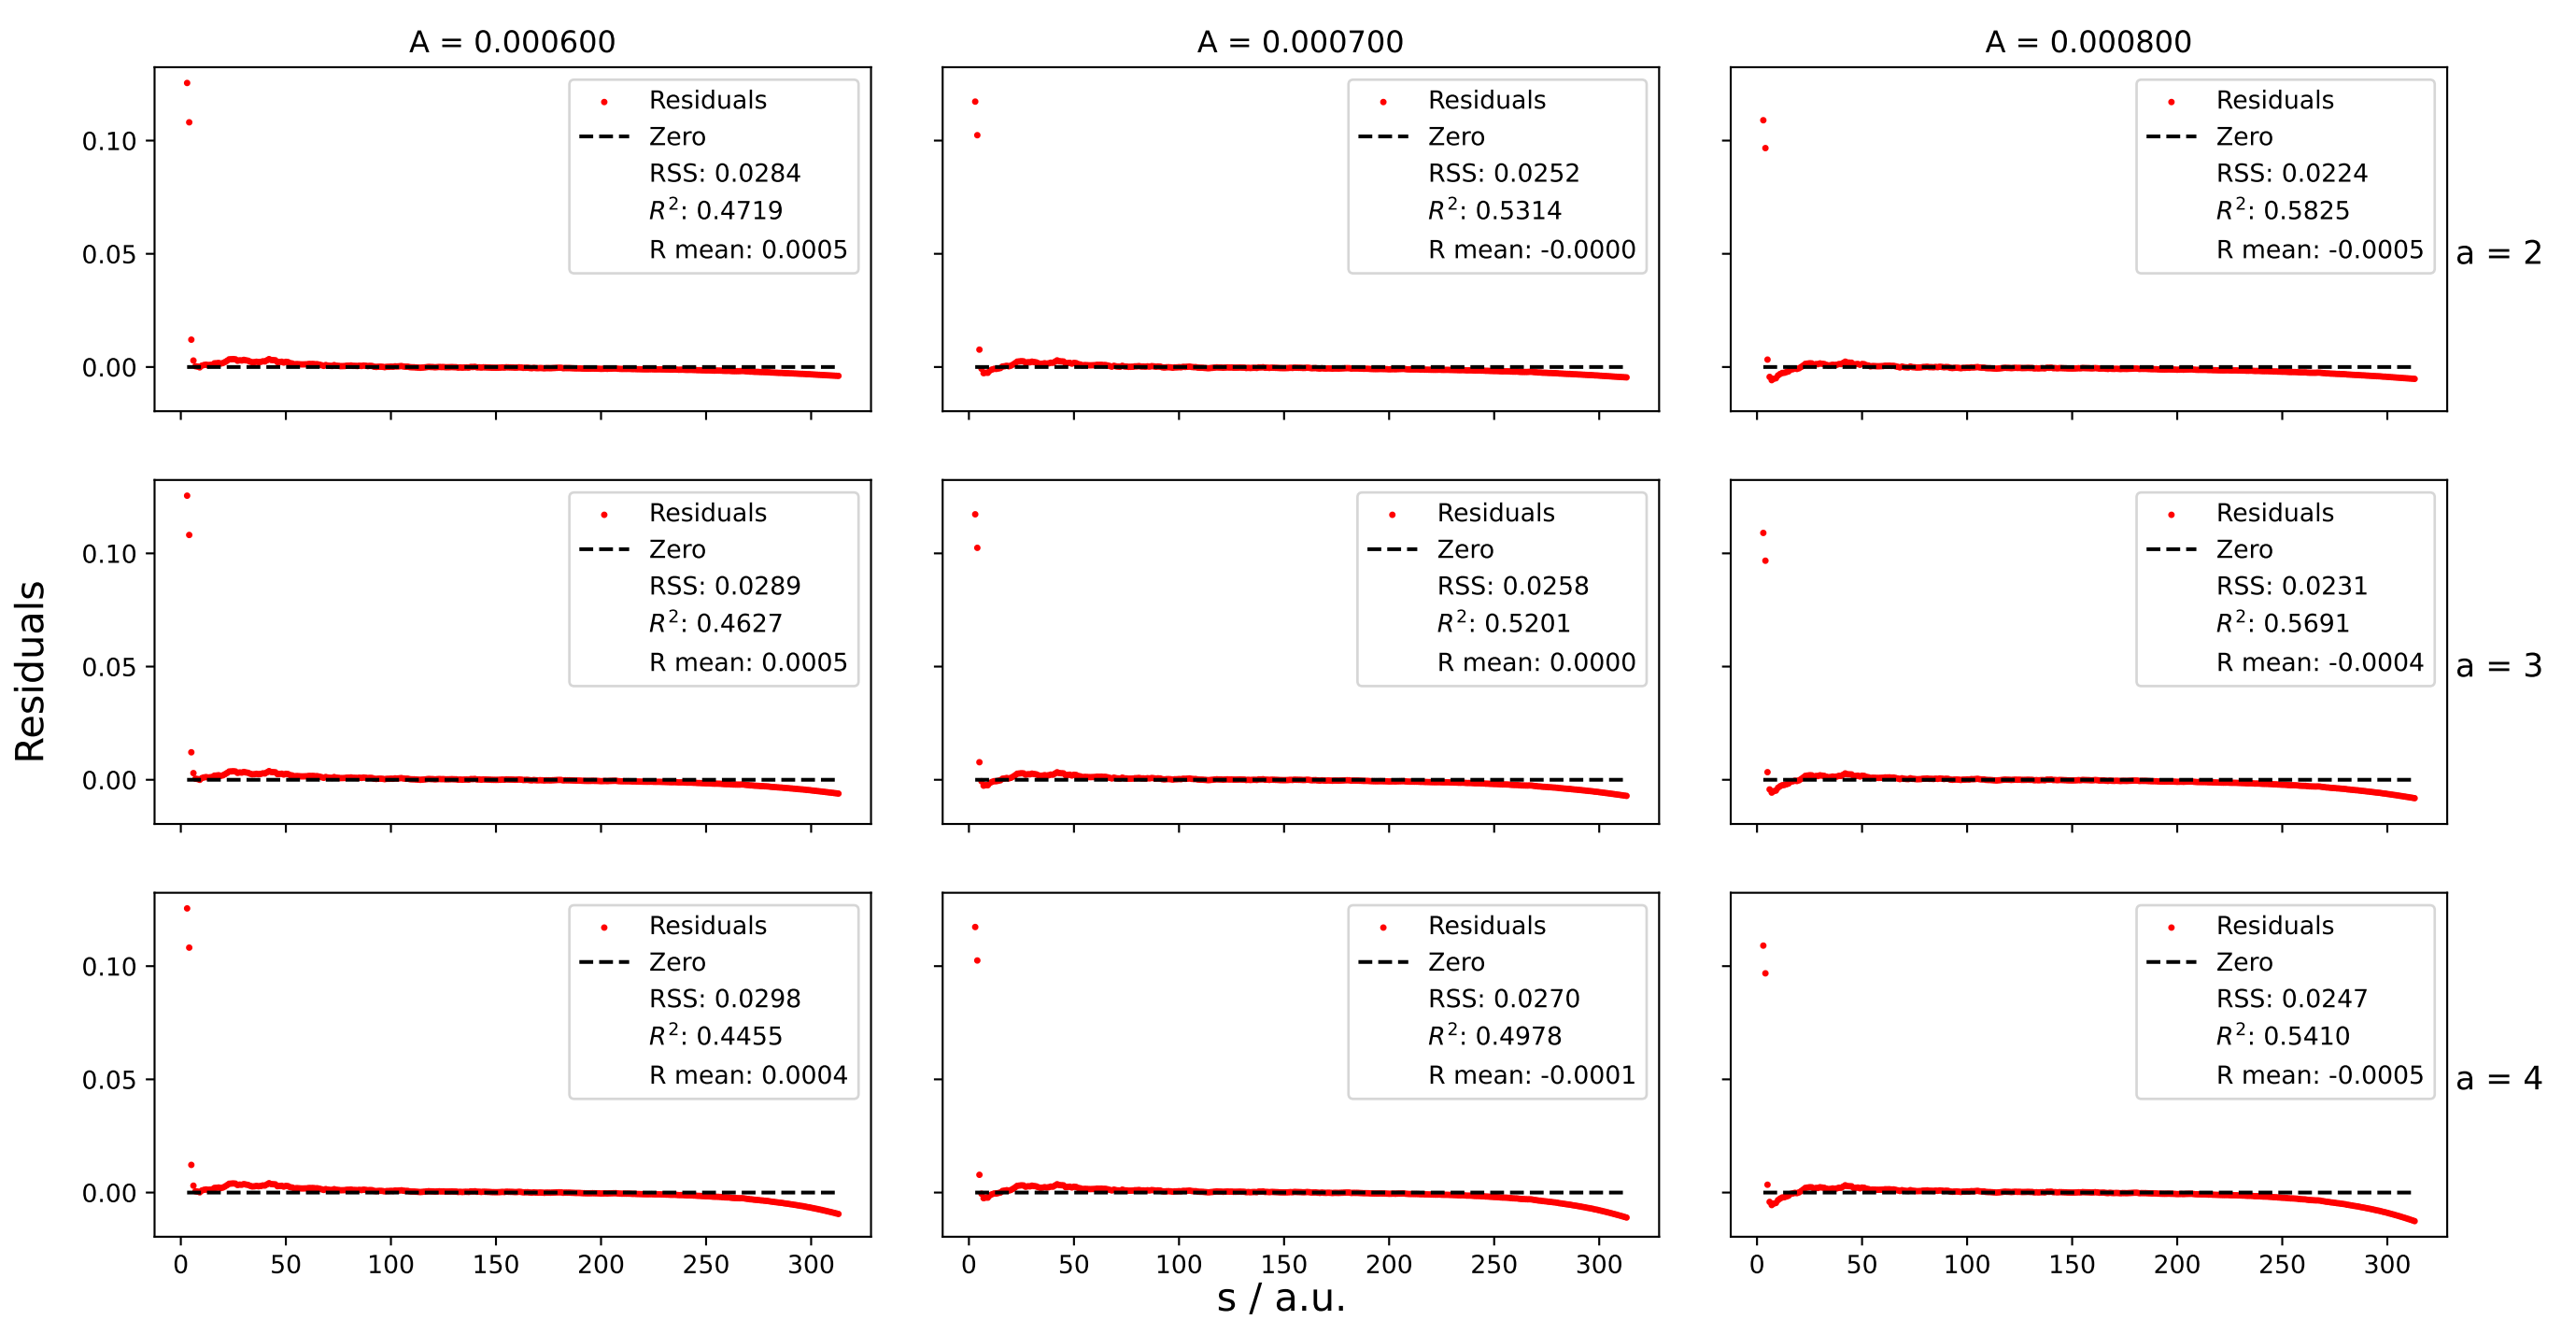 A = 0.000600
A = 0.000700
A = 0.000800
Residuals
Zero
RSS: 0.0284
R²: 0.4719
R mean: 0.0005
0.10
0.05
0.00
Residuals
Zero
RSS: 0.0252
R²: 0.5314
R mean: -0.0000
Residuals
Zero
RSS: 0.0224
R²: 0.5825
R mean: -0.0005
a = 2
Residuals
Residuals
Zero
RSS: 0.0289
R²: 0.4627
R mean: 0.0005
0.10
0.05
0.00
Residuals
Zero
RSS: 0.0258
R²: 0.5201
R mean: 0.0000
Residuals
Zero
RSS: 0.0231
R²: 0.5691
R mean: -0.0004
a = 3
Residuals
Zero
RSS: 0.0298
R²: 0.4455
R mean: 0.0004
0.10
0.05
0.00
0 50 100 150 200 250 300
Residuals
Zero
RSS: 0.0270
R²: 0.4978
R mean: -0.0001
0 50 100 150 200 250 300
Residuals
Zero
RSS: 0.0247
R²: 0.5410
R mean: -0.0005
0 50 100 150 200 250 300
a = 4
s / a.u.